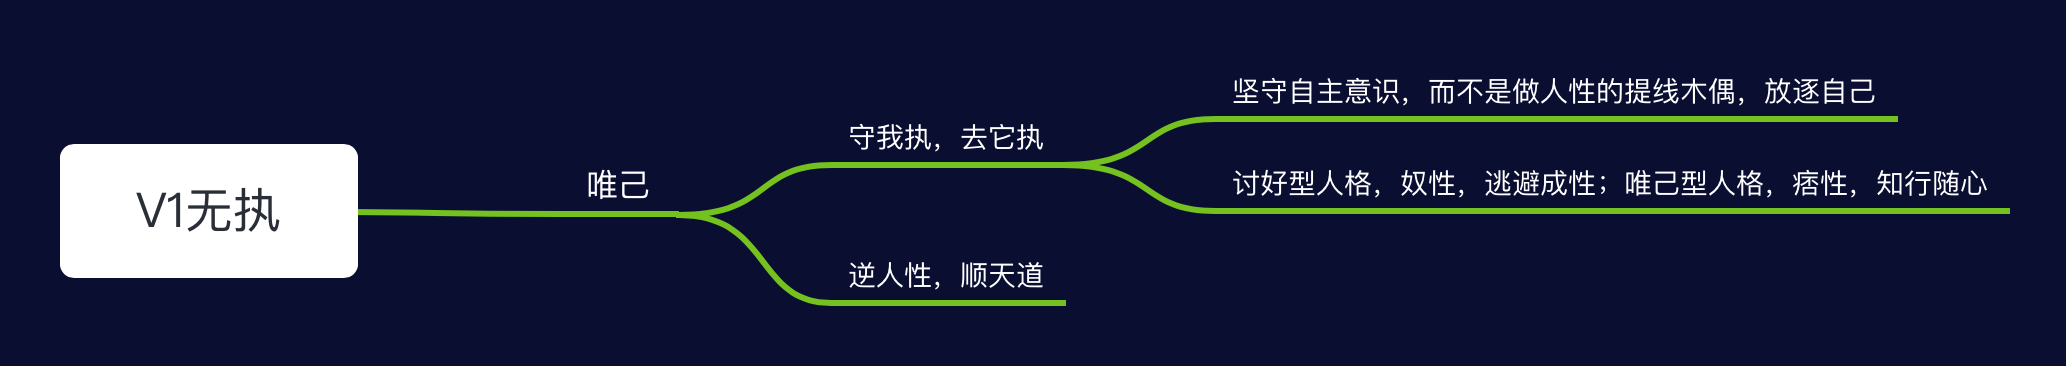 V1无执
唯己
守我执，去它执
坚守自主意识，而不是做人性的提线木偶，放逐自己
讨好型人格，奴性，逃避成性；唯己型人格，痞性，知行随心
逆人性，顺天道